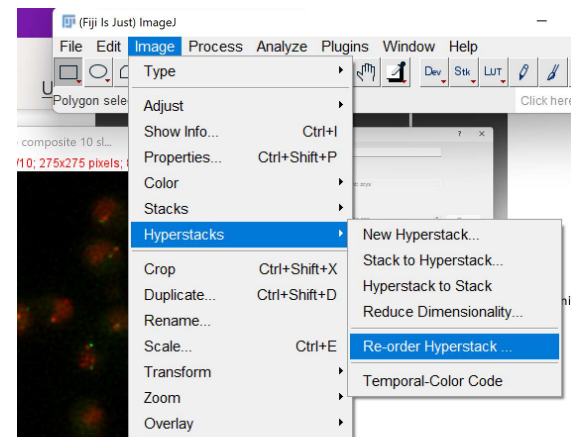 (Fiji Is Just) ImageJ
File Edit Image Process Analyze Plugins Window Help
Dev Stk LUT
Polygon sele
Click here
Type
Adjust
Show Info... Ctrl+I
Properties... Ctrl+Shift+P
Color
Stacks
Hyperstacks
Crop Ctrl+Shift+X
Duplicate... Ctrl+Shift+D
Rename...
Scale... Ctrl+E
Transform
Zoom
Overlay
New Hyperstack...
Stack to Hyperstack...
Hyperstack to Stack
Reduce Dimensionality...
Re-order Hyperstack ...
Temporal-Color Code
U
composite 10 sl...
/10; 275x275 pixels;